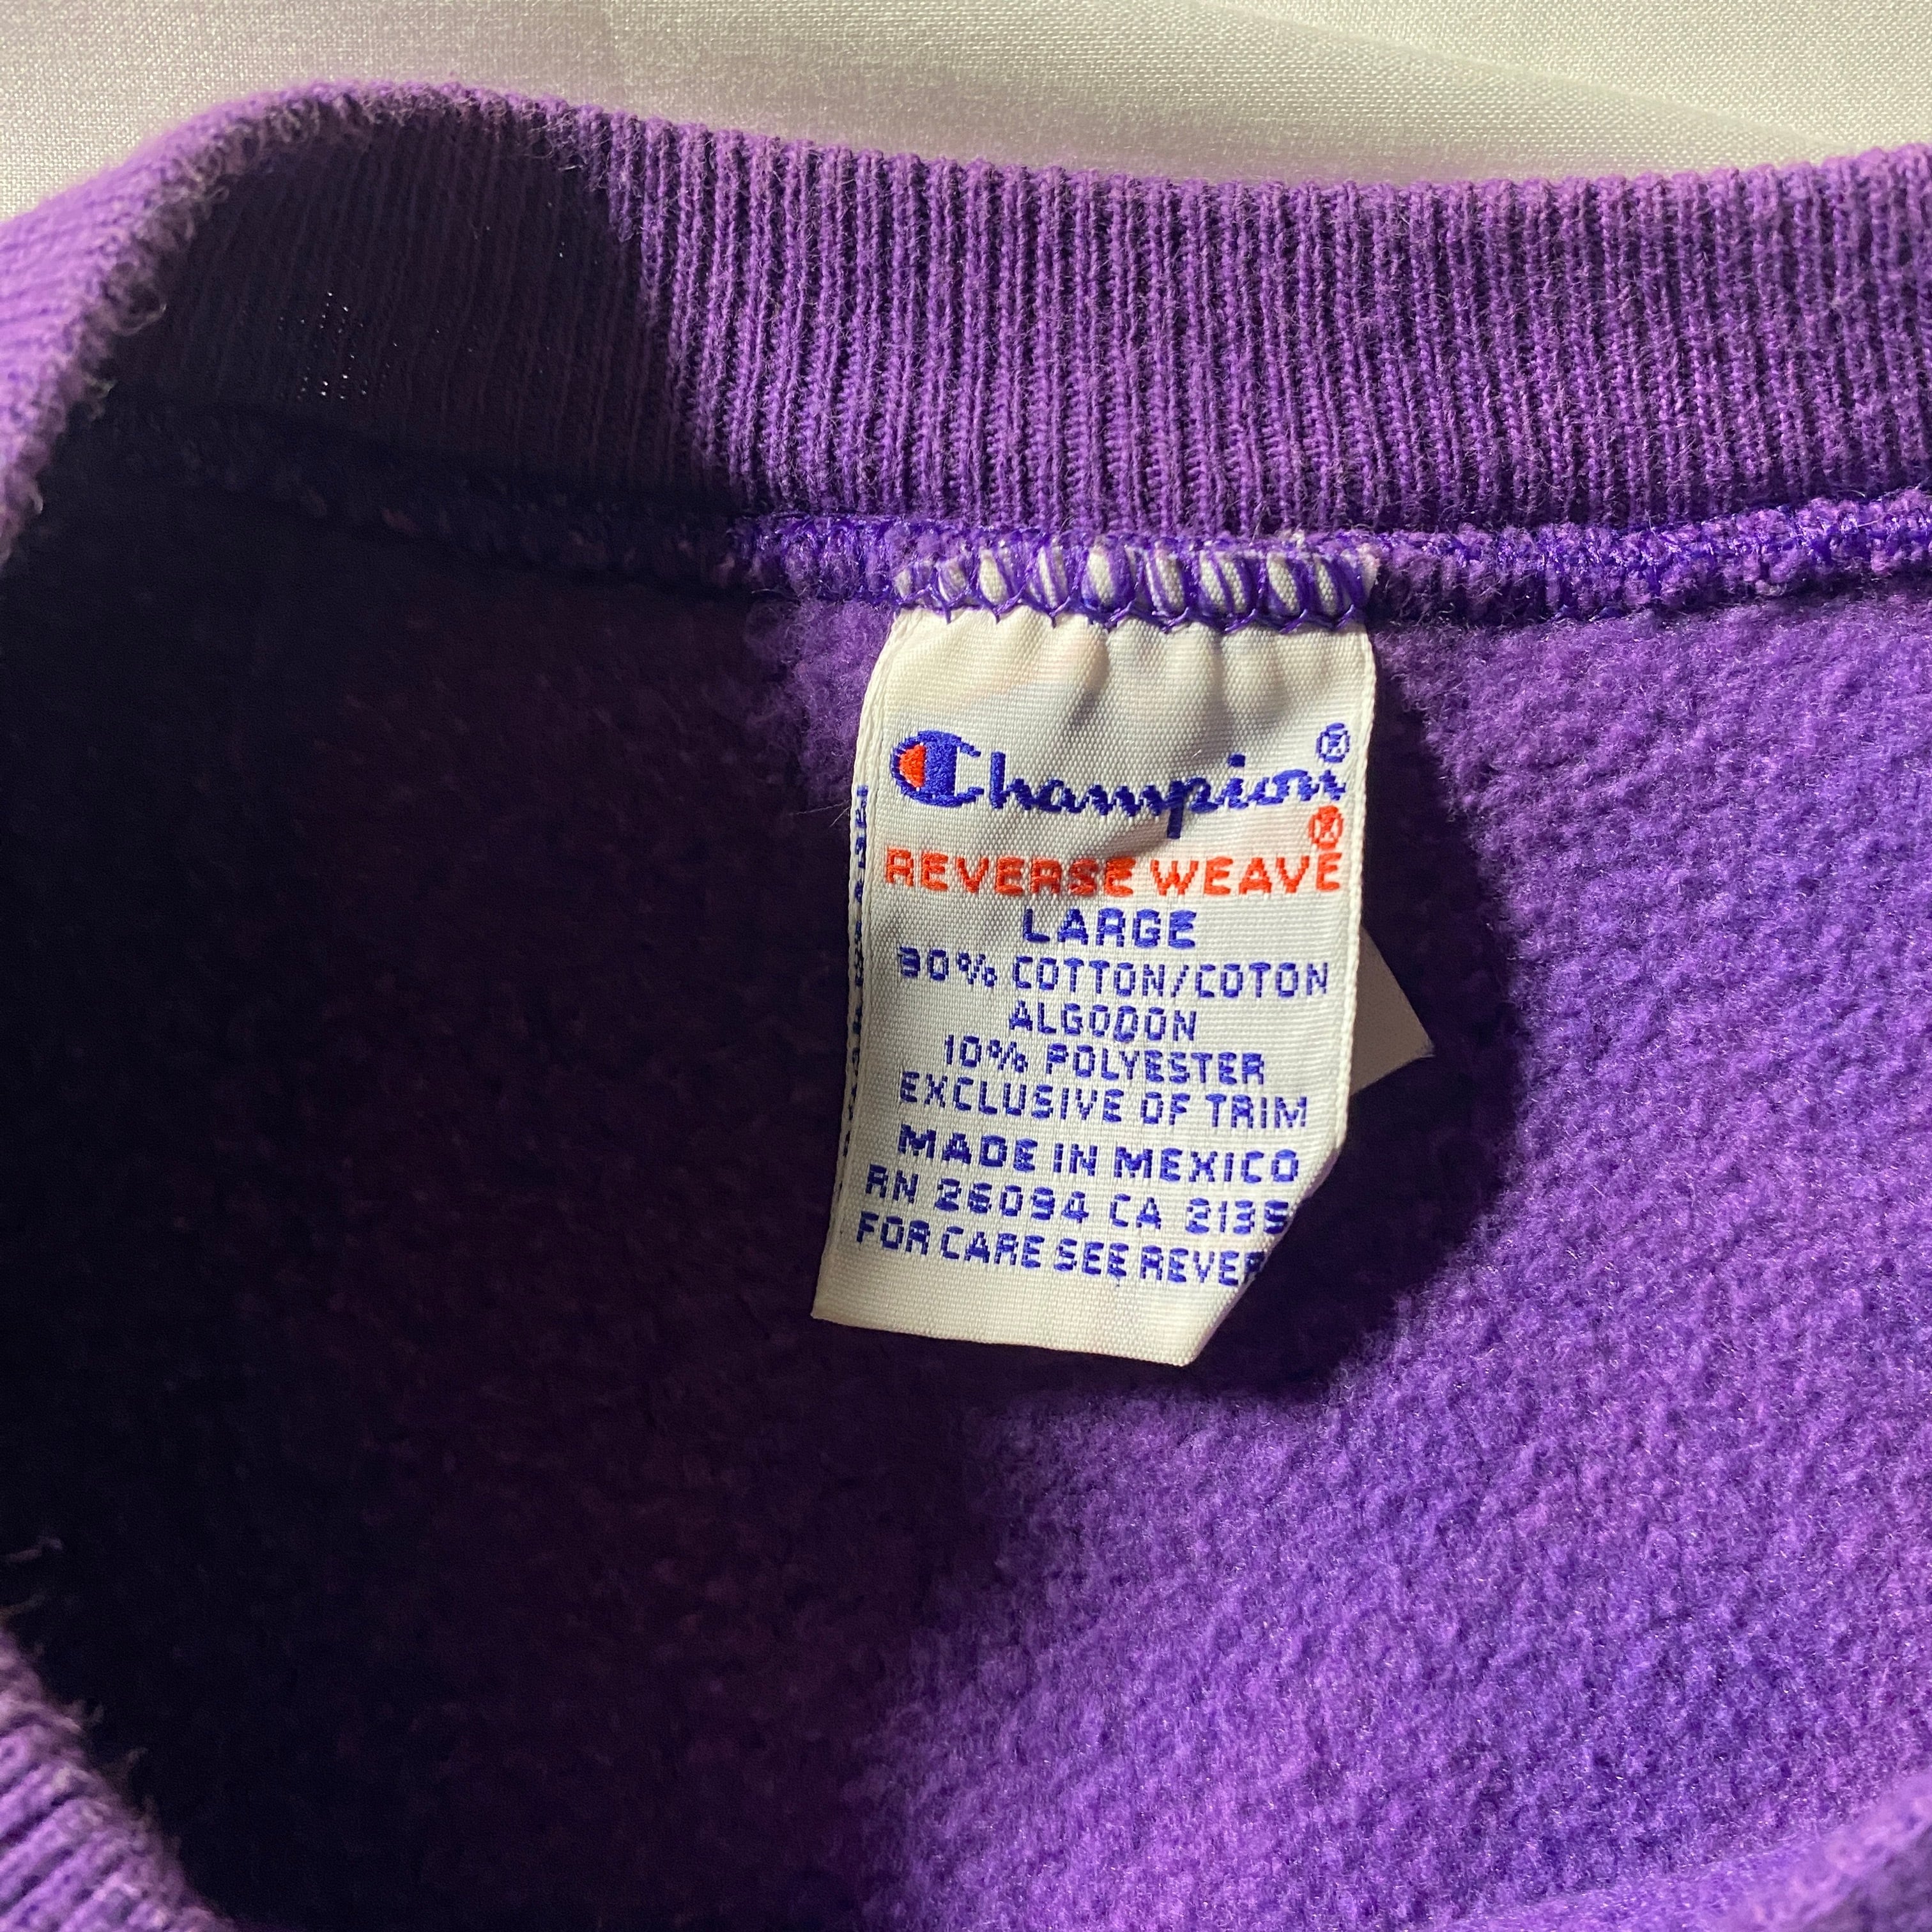 Champion®
REVERSE WEAVE®
LARGE
90% COTTON/COTON
ALGODON
10% POLYESTER
EXCLUSIVE OF TRIM
MADE IN MEXICO
RN 26094 CA 2135
FOR CARE SEE REVER